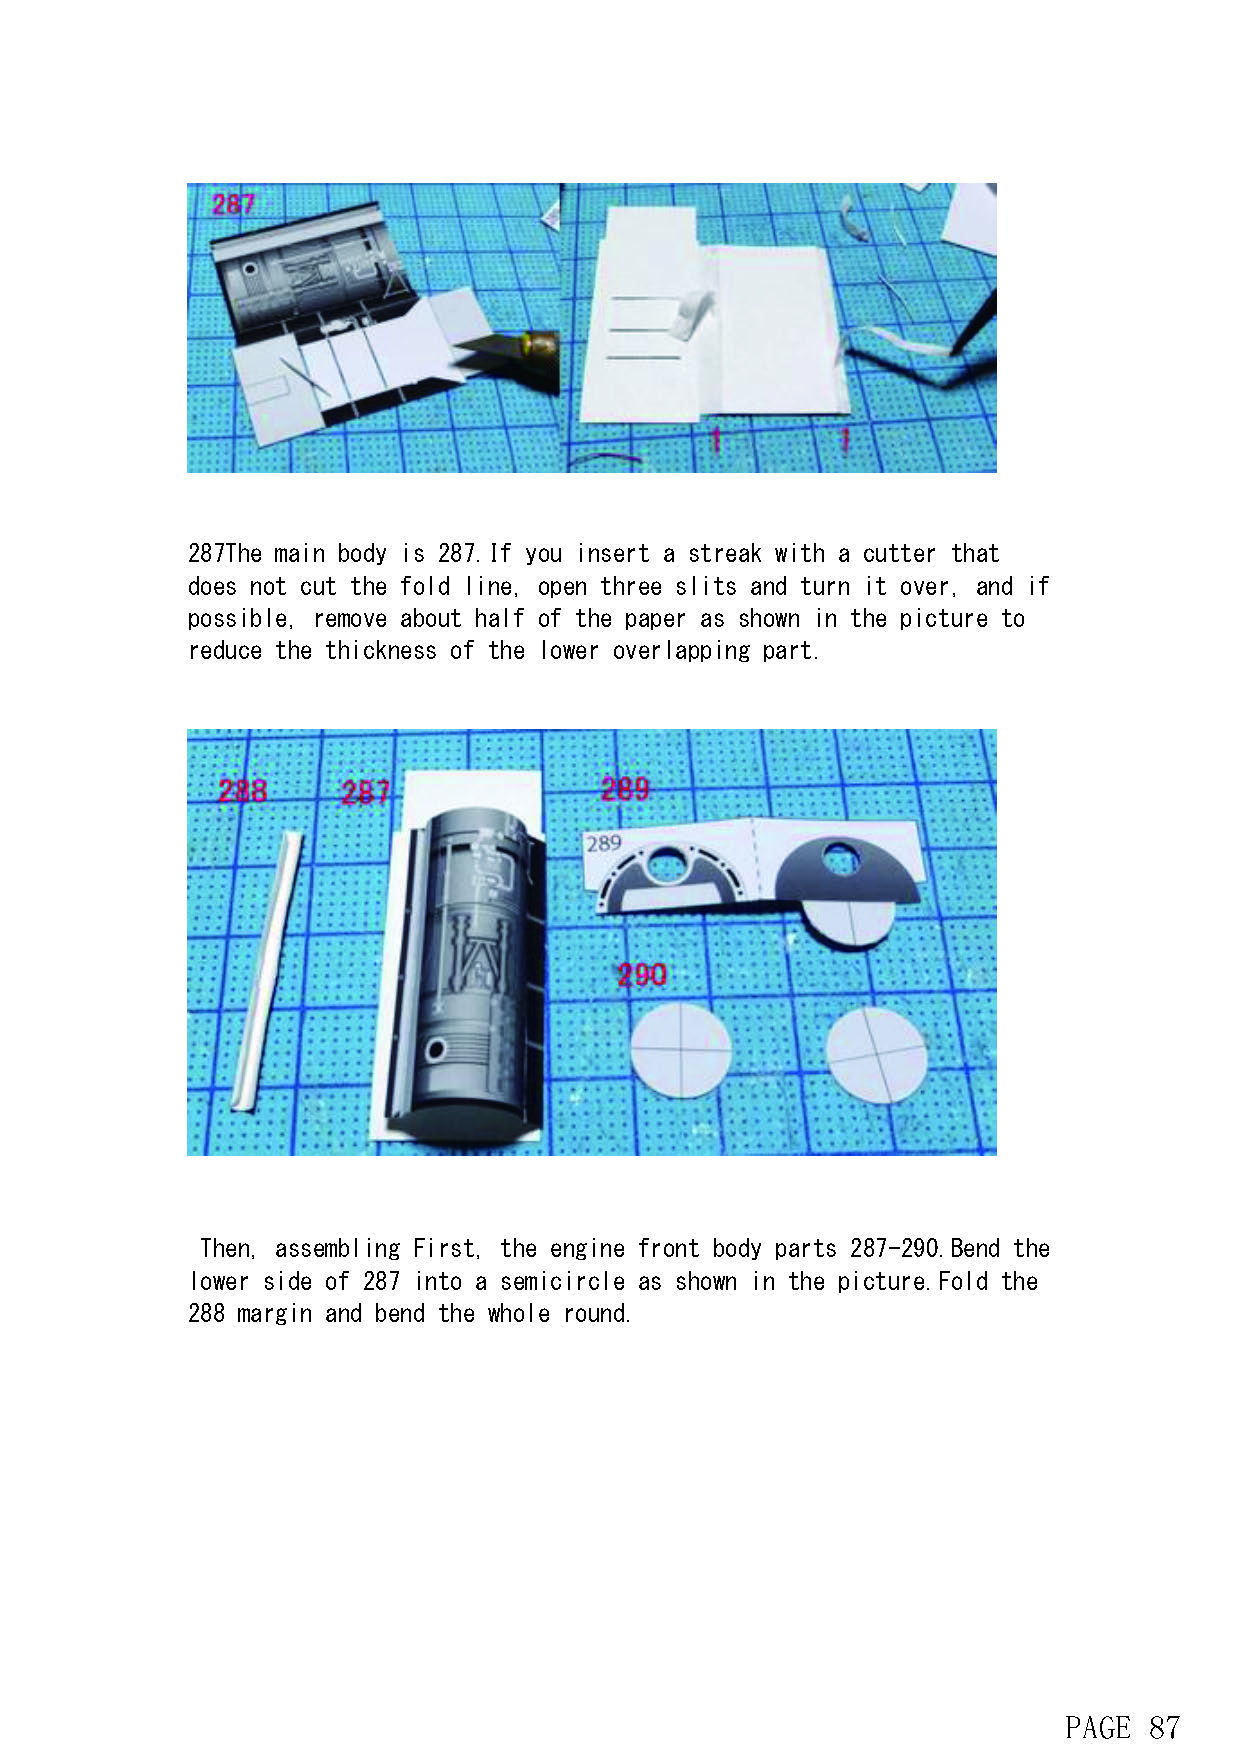 287
1 1
287The main body is 287.If you insert a streak with a cutter that
does not cut the fold line, open three slits and turn it over, and if
possible, remove about half of the paper as shown in the picture to
reduce the thickness of the lower overlapping part.
288 287 289
289
290
Then, assembling First, the engine front body parts 287-290.Bend the
lower side of 287 into a semicircle as shown in the picture.Fold the
288 margin and bend the whole round.
PAGE 87